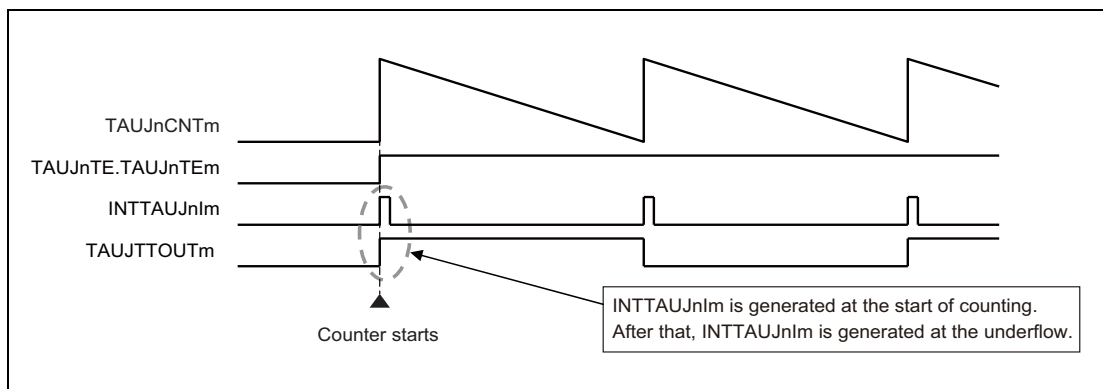 TAUJnCNTm
TAUJnTE.TAUJnTEm
INTTAUJnIm
TAUJTTOUTm
INTTAUJnIm is generated at the start of counting.
After that, INTTAUJnIm is generated at the underflow.
Counter starts